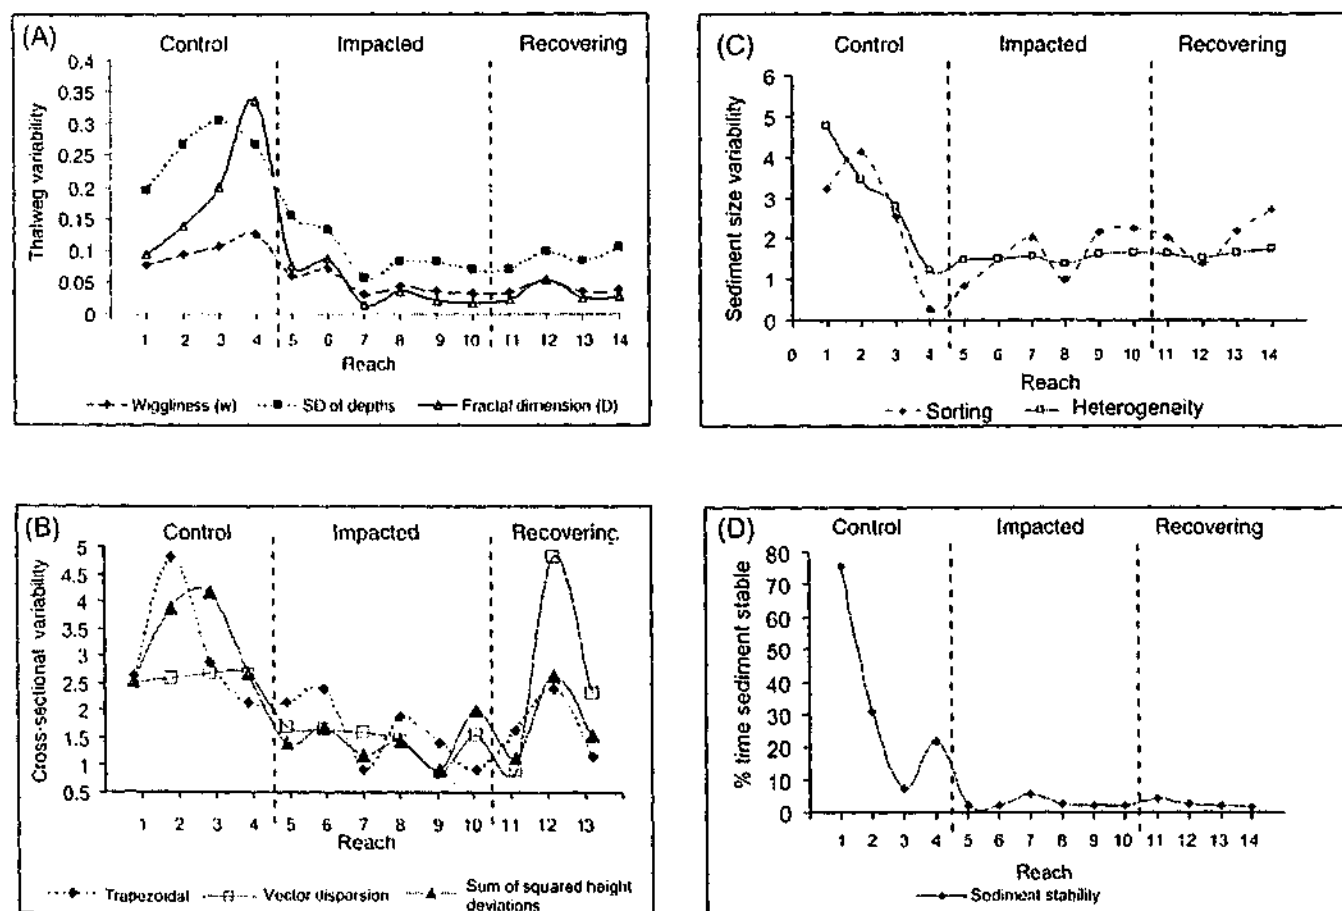 (A)
Control Impacted Recovering
Thalweg variability
0.4
0.35
0.3
0.25
0.2
0.15
0.1
0.05
0
1 2 3 4 5 6 7 8 9 10 11 12 13 14
Reach
Wiggliness (w) SD of depths Fractal dimension (D)
(C)
Control Impacted Recovering
Sediment size variability
6
5
4
3
2
1
0
0 1 2 3 4 5 6 7 8 9 10 11 12 13 14
Reach
Sorting Heterogeneity
(B)
Control Impacted Recovering
Cross-sectional variability
5
4.5
4
3.5
3
2.5
2
1.5
1
0.5
1 2 3 4 5 6 7 8 9 10 11 12 13
Reach
Trapezoidal Vector dispersion Sum of squared height
deviations
(D)
Control Impacted Recovering
% time sediment stable
80
70
60
50
40
30
20
10
0
1 2 3 4 5 6 7 8 9 10 11 12 13 14
Reach
Sediment stability